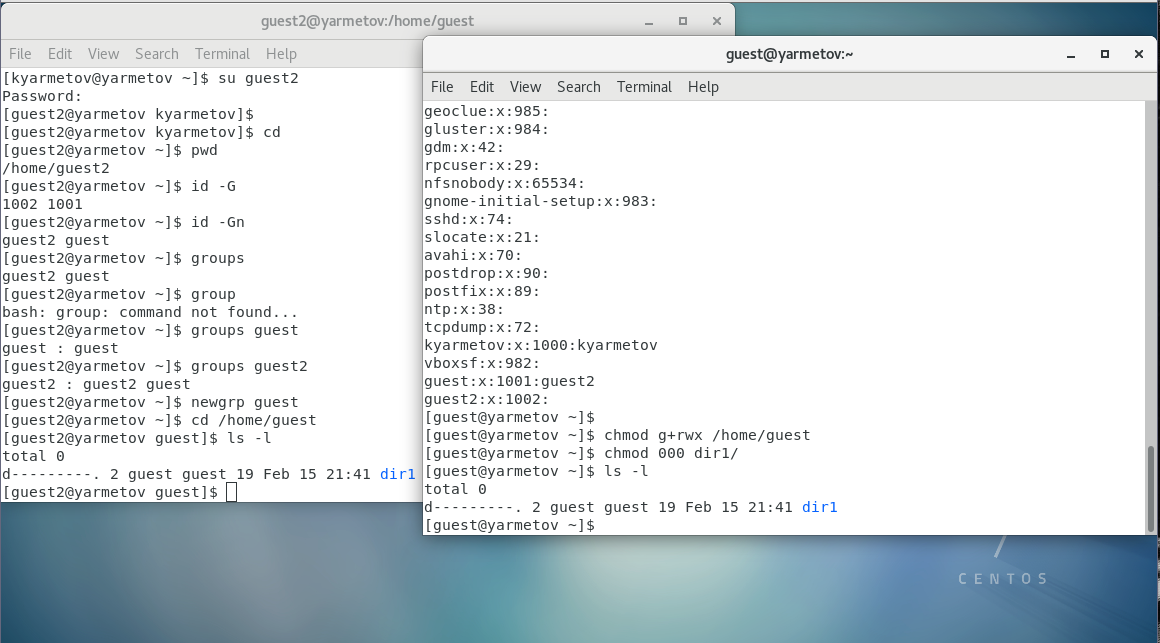 guest2@yarmetov:/home/guest
File Edit View Search Terminal Help
[kyarmetov@yarmetov ~]$ su guest2
Password:
[guest2@yarmetov kyarmetov]$
[guest2@yarmetov kyarmetov]$ cd
[guest2@yarmetov ~]$ pwd
/home/guest2
[guest2@yarmetov ~]$ id -G
1002 1001
[guest2@yarmetov ~]$ id -Gn
guest2 guest
[guest2@yarmetov ~]$ groups
guest2 guest
[guest2@yarmetov ~]$ group
bash: group: command not found...
[guest2@yarmetov ~]$ groups guest
guest : guest
[guest2@yarmetov ~]$ groups guest2
guest2 : guest2 guest
[guest2@yarmetov ~]$ newgrp guest
[guest2@yarmetov ~]$ cd /home/guest
[guest2@yarmetov guest]$ ls -l
total 0
d---------. 2 guest guest 19 Feb 15 21:41 dir1
[guest2@yarmetov guest]$
guest@yarmetov:~
File Edit View Search Terminal Help
geoclue:x:985:
gluster:x:984:
gdm:x:42:
rpcuser:x:29:
nfsnobody:x:65534:
gnome-initial-setup:x:983:
sshd:x:74:
slocate:x:21:
avahi:x:70:
postdrop:x:90:
postfix:x:89:
ntp:x:38:
tcpdump:x:72:
kyarmetov:x:1000:kyarmetov
vboxsf:x:982:
guest:x:1001:guest2
guest2:x:1002:
[guest@yarmetov ~]$
[guest@yarmetov ~]$ chmod g+rwx /home/guest
[guest@yarmetov ~]$ chmod 000 dir1/
[guest@yarmetov ~]$ ls -l
total 0
d---------. 2 guest guest 19 Feb 15 21:41 dir1
[guest@yarmetov ~]$
CENTOS